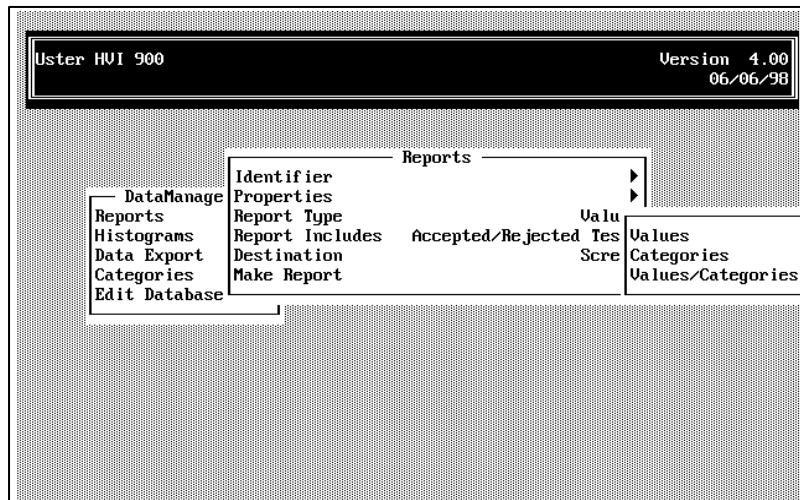 Uster HVI 900
Version 4.00
06/06/98
Reports
Identifier
Properties
Report Type Valu
Report Includes Accepted/Rejected Tes
Destination Scre
Make Report
DataManage
Reports
Histograms
Data Export
Categories
Edit Database
Values
Categories
Values/Categories